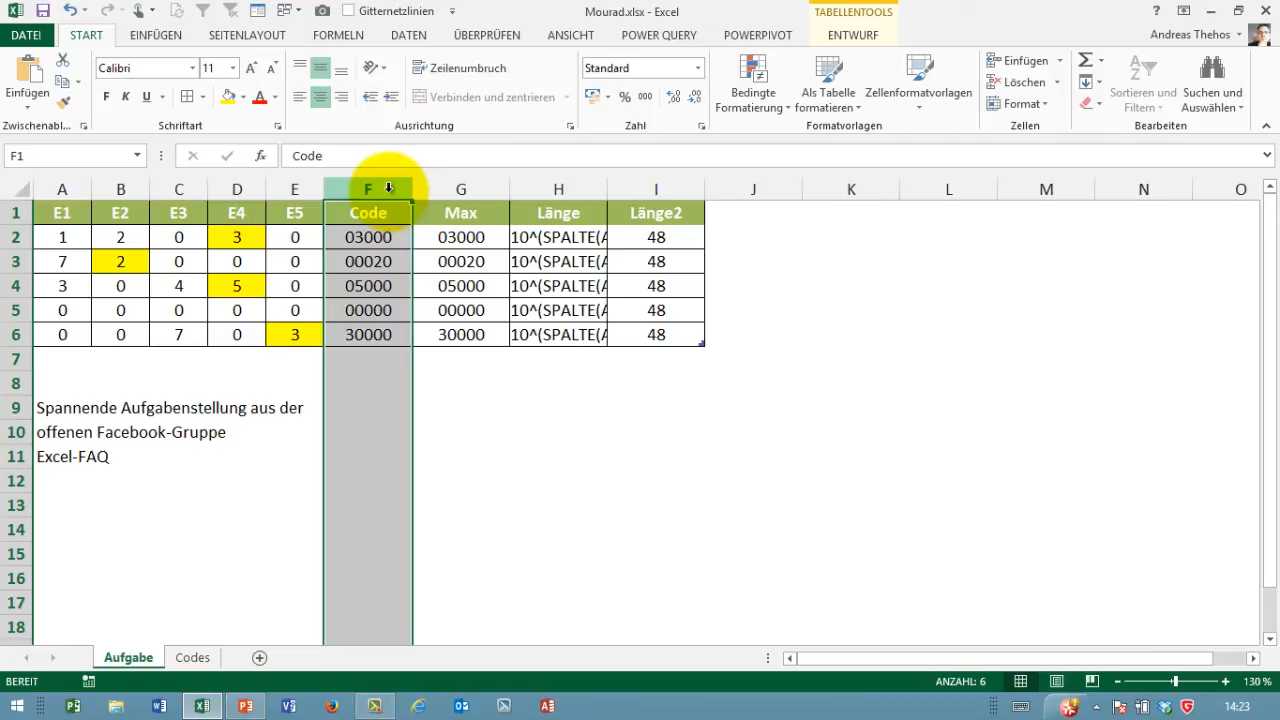 Gitternetzlinien
Mourad.xlsx - Excel
TABELLENTOOLS
?
DATEI
START
EINFÜGEN
SEITENLAYOUT
FORMELN
DATEN
ÜBERPRÜFEN
ANSICHT
POWER QUERY
POWERPIVOT
ENTWURF
Andreas Thehos
Einfügen
Calibri
11
F K U
Zeilenumbruch
Verbinden und zentrieren
Standard
% 000
Bedingte
Formatierung
Als Tabelle
formatieren
Zellenformatvorlagen
Einfügen
Löschen
Format
Sortieren und
Filtern
Suchen und
Auswählen
Zwischenabl...
Schriftart
Ausrichtung
Zahl
Formatvorlagen
Zellen
Bearbeiten
F1
Code
A B C D E F G H I J K L M N O
1 E1 E2 E3 E4 E5 Code Max Länge Länge2
2 1 2 0 3 0 03000 03000 10^(SPALTE(A 48
3 7 2 0 0 0 00020 00020 10^(SPALTE(A 48
4 3 0 4 5 0 05000 05000 10^(SPALTE(A 48
5 0 0 0 0 0 00000 00000 10^(SPALTE(A 48
6 0 0 7 0 3 30000 30000 10^(SPALTE(A 48
7
8
9 Spannende Aufgabenstellung aus der
10 offenen Facebook-Gruppe
11 Excel-FAQ
12
13
14
15
16
17
18
Aufgabe
Codes
BEREIT
ANZAHL: 6
130 %
14:23